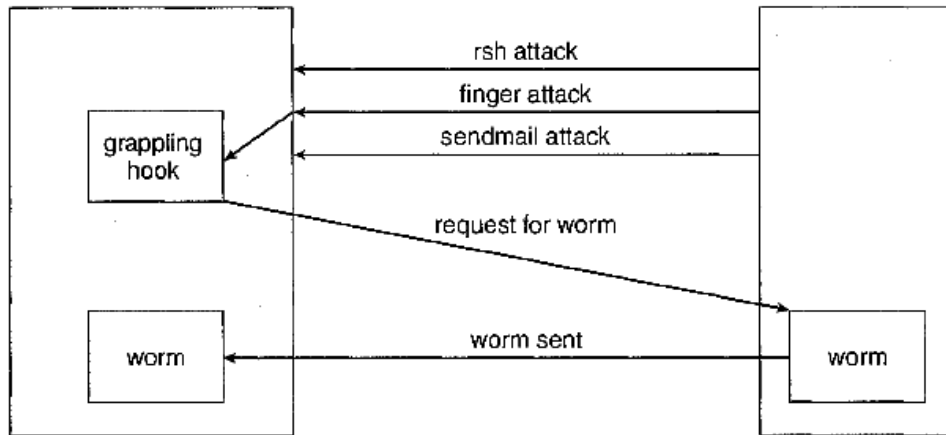 rsh attack
finger attack
grappling
hook
sendmail attack
request for worm
worm
worm sent
worm